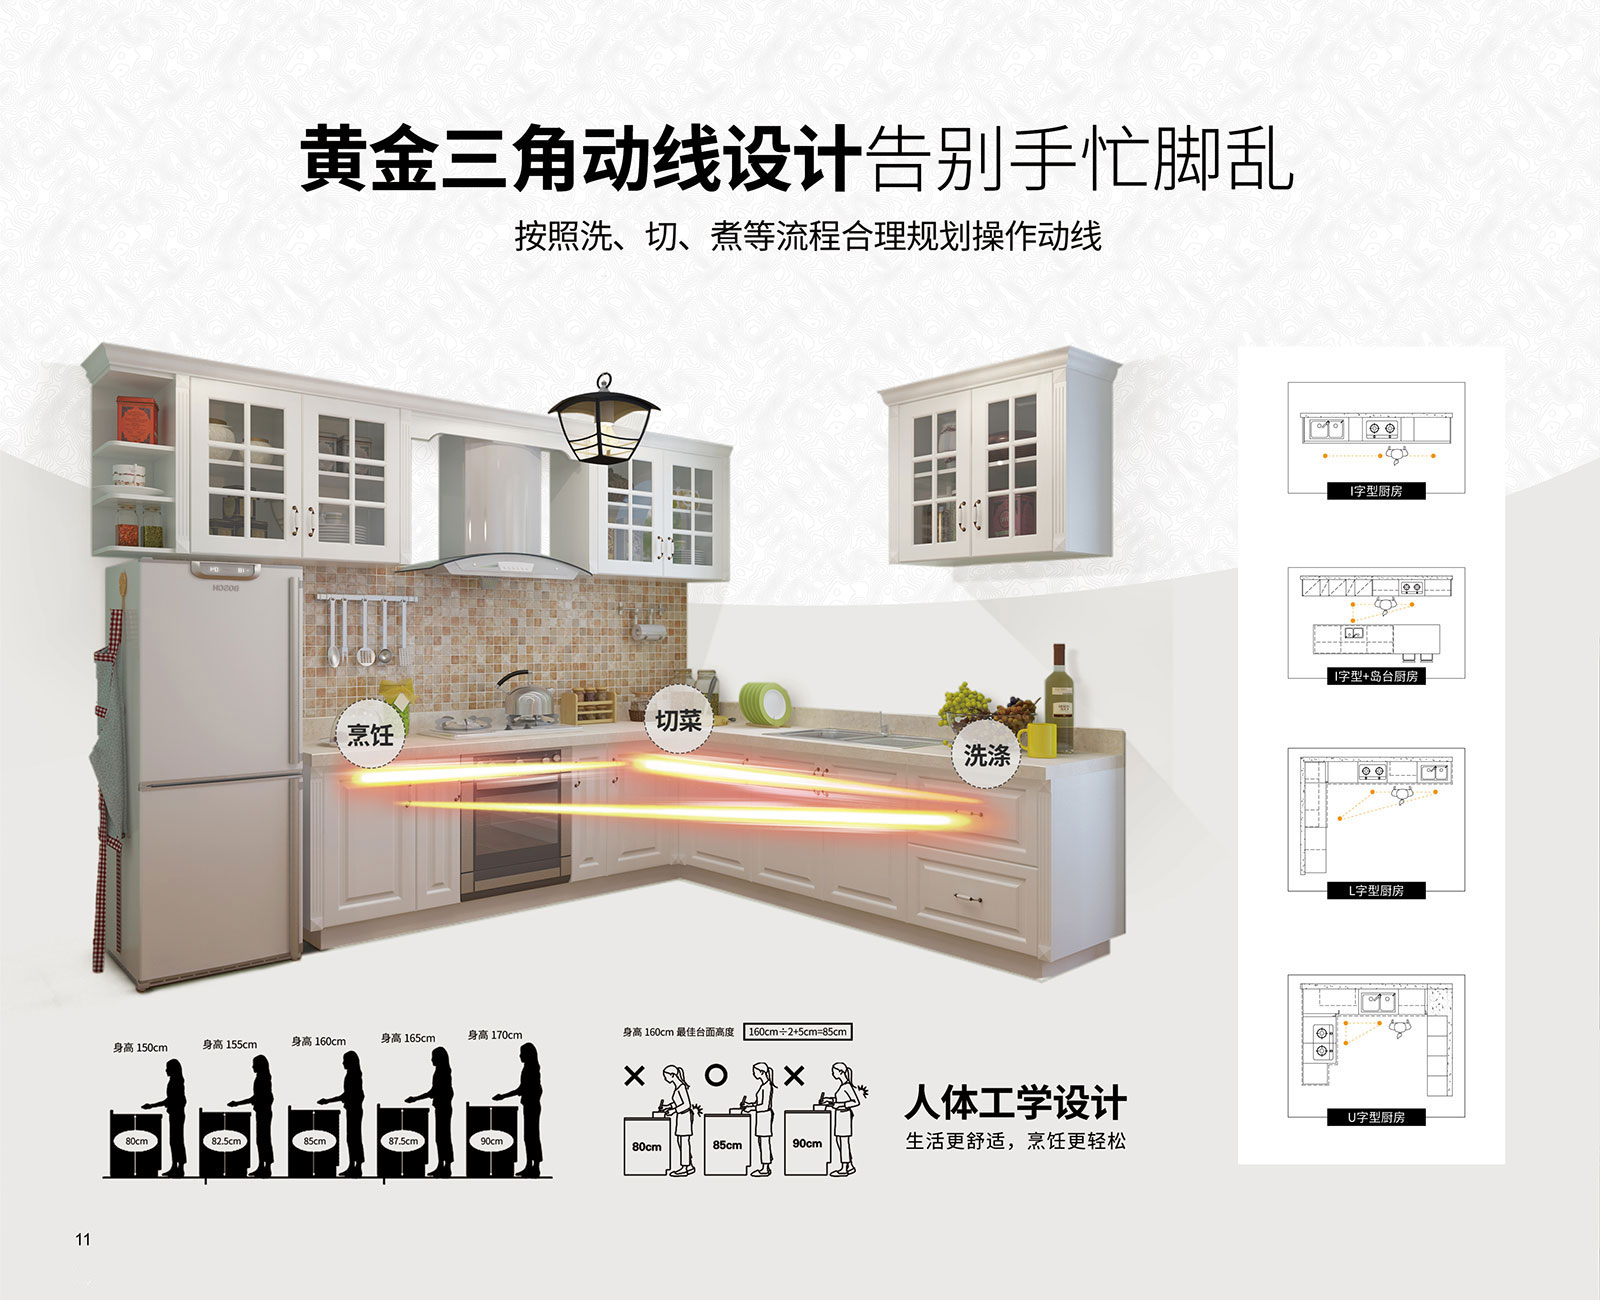 黄金三角动线设计告别手忙脚乱
按照洗、切、煮等流程合理规划操作动线
BOSCH
烹饪
切菜
洗涤
I字型厨房
I字型+岛台厨房
L字型厨房
U字型厨房
身高 150cm
身高 155cm
身高 160cm
身高 165cm
身高 170cm
80cm
82.5cm
85cm
87.5cm
90cm
身高 160cm 最佳台面高度 160cm÷2+5cm=85cm
80cm
85cm
90cm
人体工学设计
生活更舒适，烹饪更轻松
11